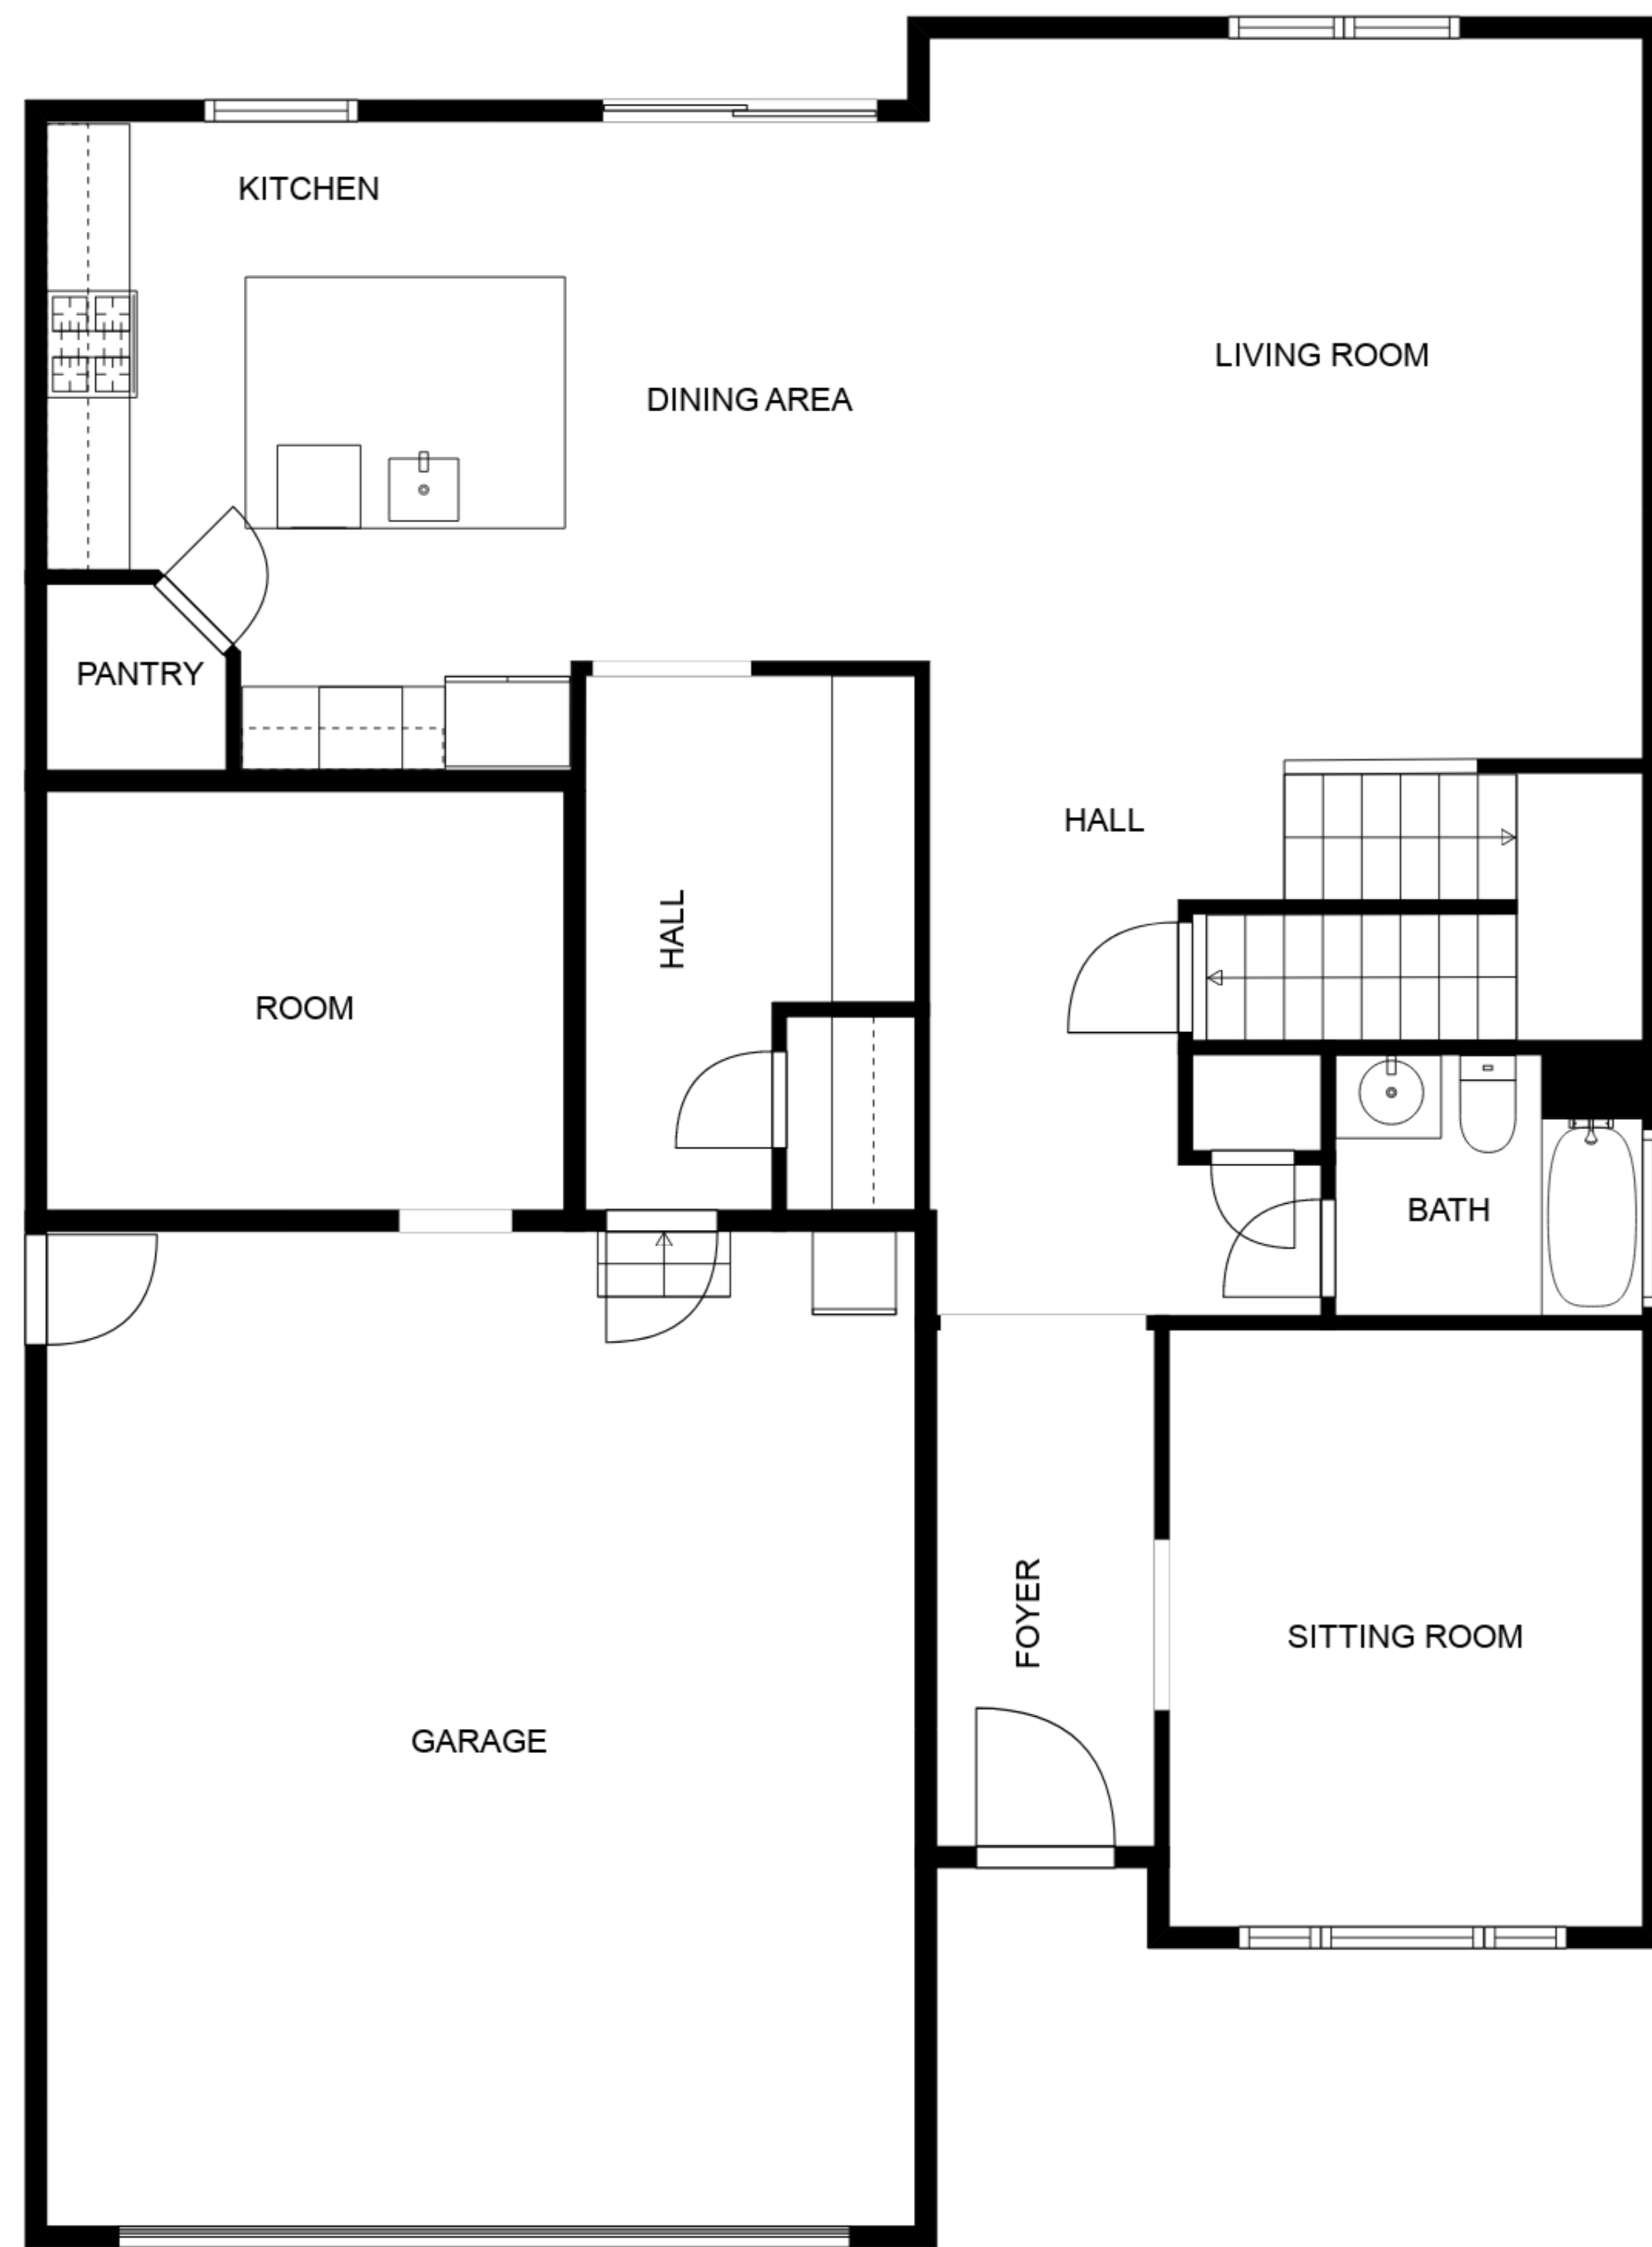 KITCHEN
LIVING ROOM
DINING AREA
PANTRY
HALL
HALL
ROOM
BATH
FOYER
SITTING ROOM
GARAGE